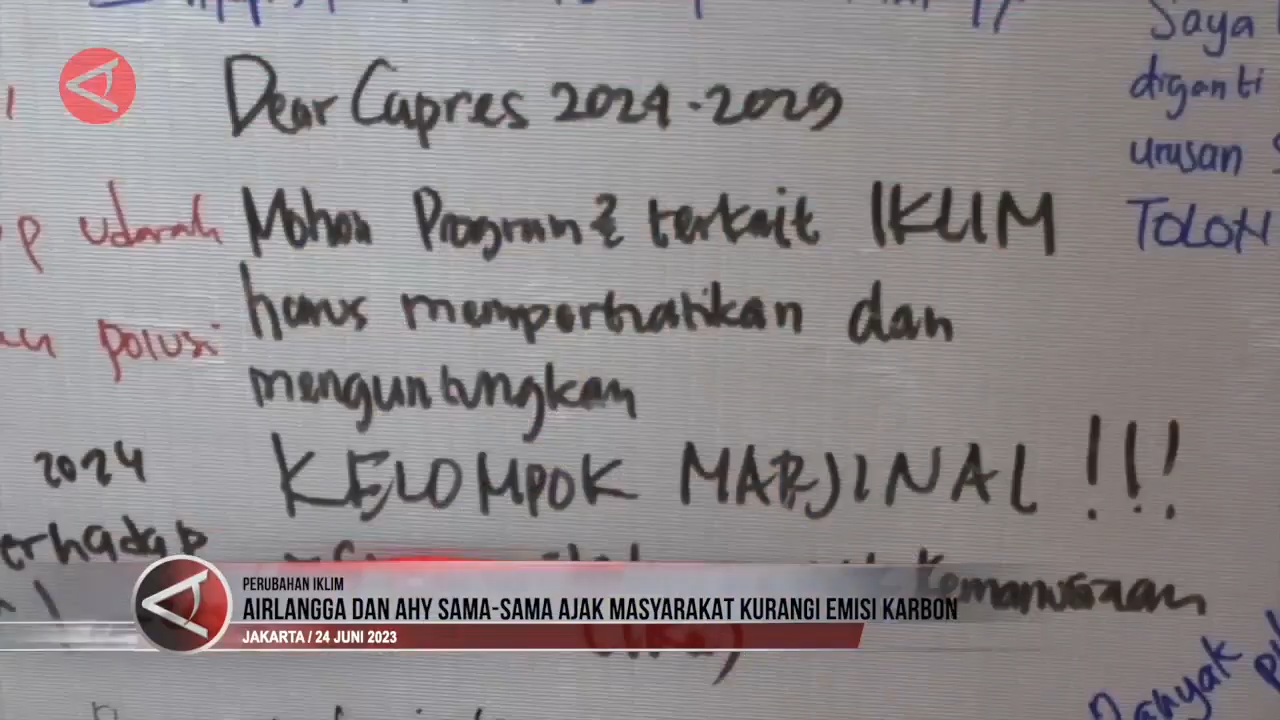 Saya
Dear Capres 2024-2029
diganti
urusan
p udarah
Mohon Program2 terkait IKLIM
TOLON
harus memperhatikan dan
polusi
menguntungkan
2024
KELOMPOK MARJINAL !!!
erhadap
Kemanusiaan
PERUBAHAN IKLIM
AIRLANGGA DAN AHY SAMA-SAMA AJAK MASYARAKAT KURANGI EMISI KARBON
JAKARTA / 24 JUNI 2023
Banyak